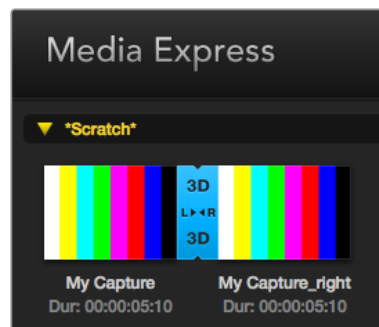 Media Express
*Scratch*
3D
L R
3D
My Capture My Capture_right
Dur: 00:00:05:10 Dur: 00:00:05:10